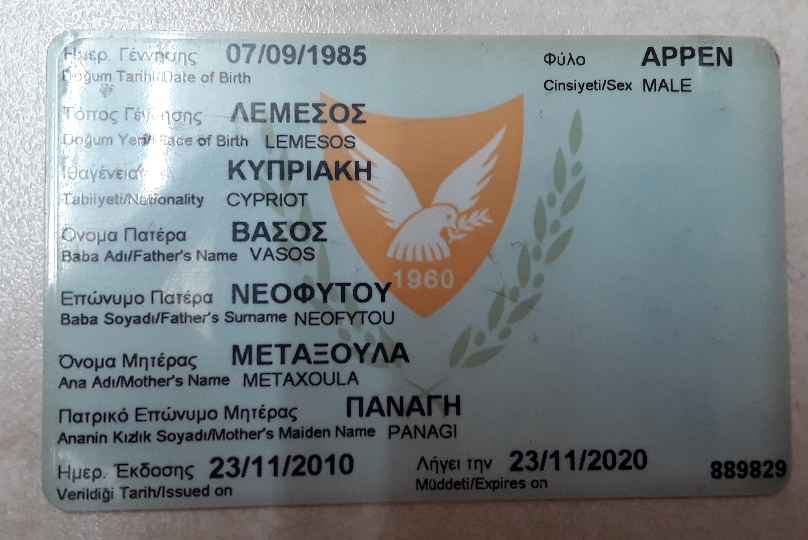 Ημερ. Γέννησης 07/09/1985 Φύλο ΑΡΡΕΝ
Doğum Tarihi/Date of Birth Cinsiyeti/Sex MALE
Τόπος Γέννησης ΛΕΜΕΣΟΣ
Doğum Yeri/Place of Birth LEMESOS
Ιθαγένεια ΚΥΠΡΙΑΚΗ
Tabiiyeti/Nationality CYPRIOT
Όνομα Πατέρα ΒΑΣΟΣ
Baba Adı/Father's Name VASOS
1960
Επώνυμο Πατέρα ΝΕΟΦΥΤΟΥ
Baba Soyadı/Father's Surname NEOFYTOU
Όνομα Μητέρας ΜΕΤΑΞΟΥΛΑ
Ana Adı/Mother's Name METAXOULA
Πατρικό Επώνυμο Μητέρας ΠΑΝΑΓΗ
Ananin Kızlık Soyadı/Mother's Maiden Name PANAGI
Ημερ. Έκδοσης 23/11/2010 Λήγει την 23/11/2020 889829
Verildiği Tarih/Issued on Müddeti/Expires on